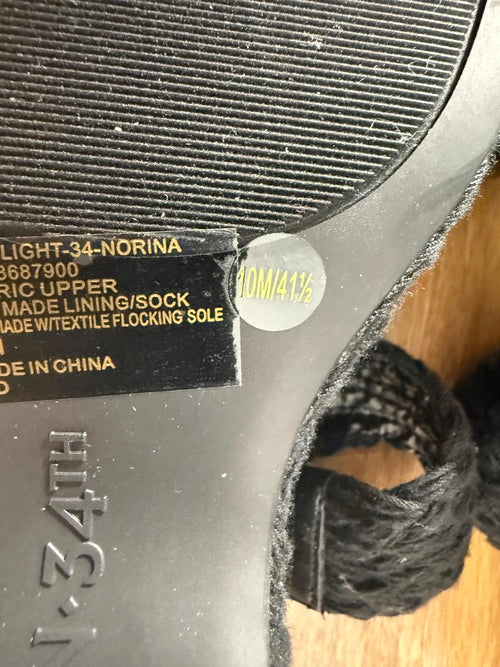 LIGHT-34-NORINA
3687900
RIC UPPER
MADE LINING/SOCK
MADE W/TEXTILE FLOCKING SOLE
DE IN CHINA
10M/41½
N·34TH